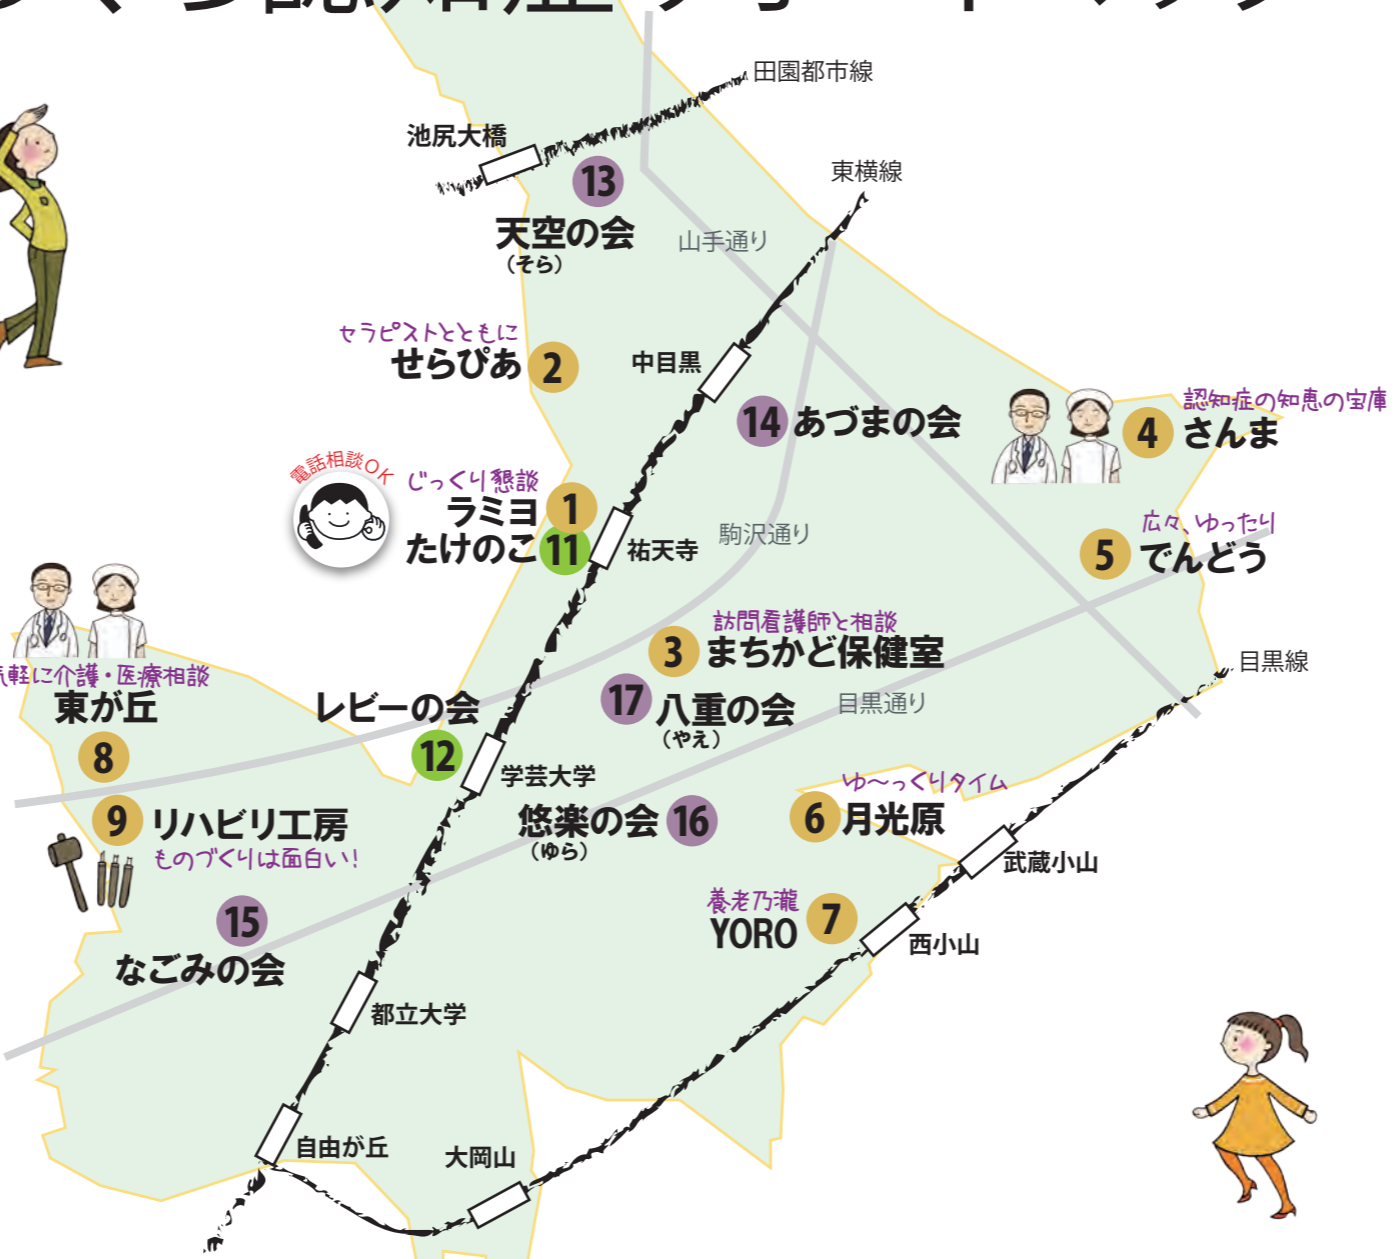 田園都市線
池尻大橋
13
天空の会
（そら）
東横線
山手通り
セラピストとともに
せらぴあ 2
中目黒
14 あづまの会
認知症の知恵の宝庫
4 さんま
電話相談OK
じっくり懇談
ラミヨ 1
たけのこ 11
祐天寺
駒沢通り
広々、ゆったり
5 でんどう
訪問看護師と相談
3 まちかど保健室
17 八重の会
（やえ）
目黒通り
目黒線
軽に介護・医療相談
東が丘
8
レビーの会
12
学芸大学
9 リハビリ工房
ものづくりは面白い！
悠楽の会 16
（ゆら）
ゆ〜っくりタイム
6 月光原
武蔵小山
養老乃瀧
YORO 7
西小山
15
なごみの会
都立大学
自由が丘
大岡山